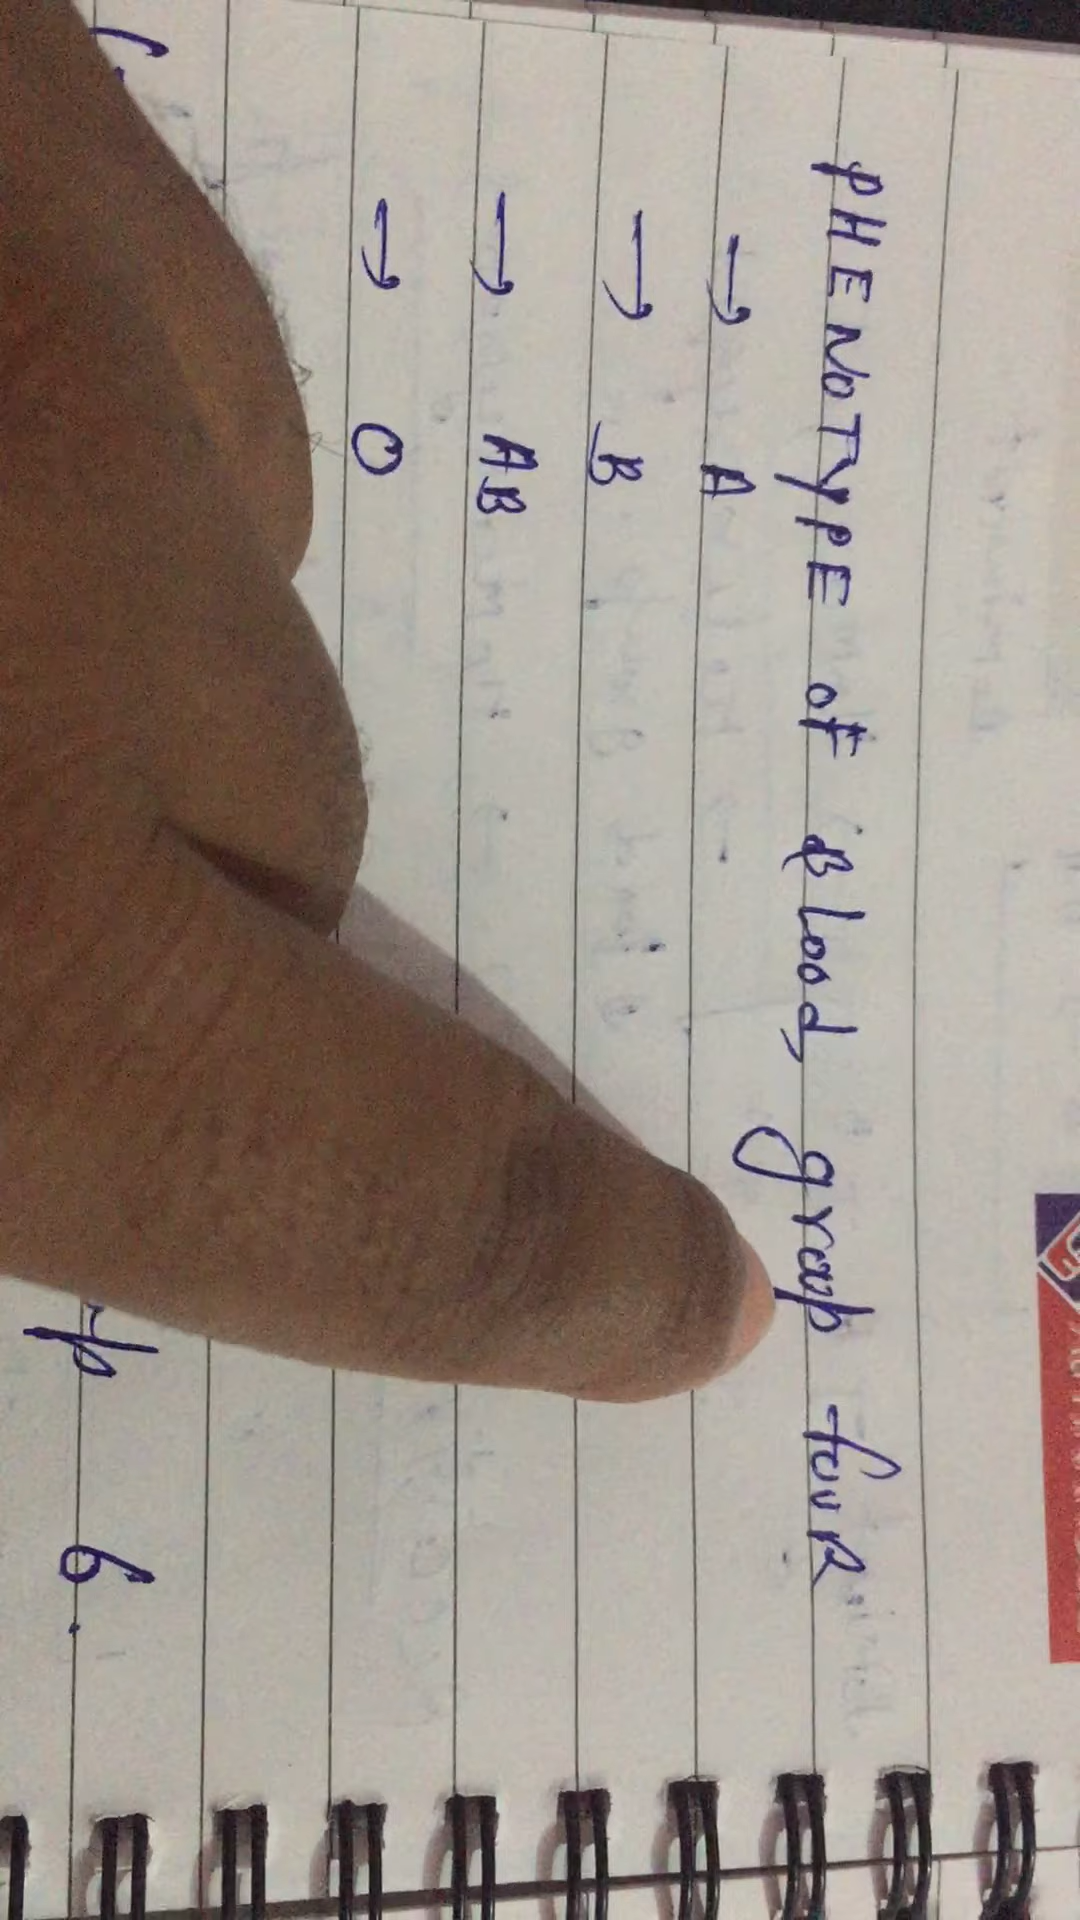 PHENOTYPE of Blood group four
→ A
→ B
→ AB
→ O
6.